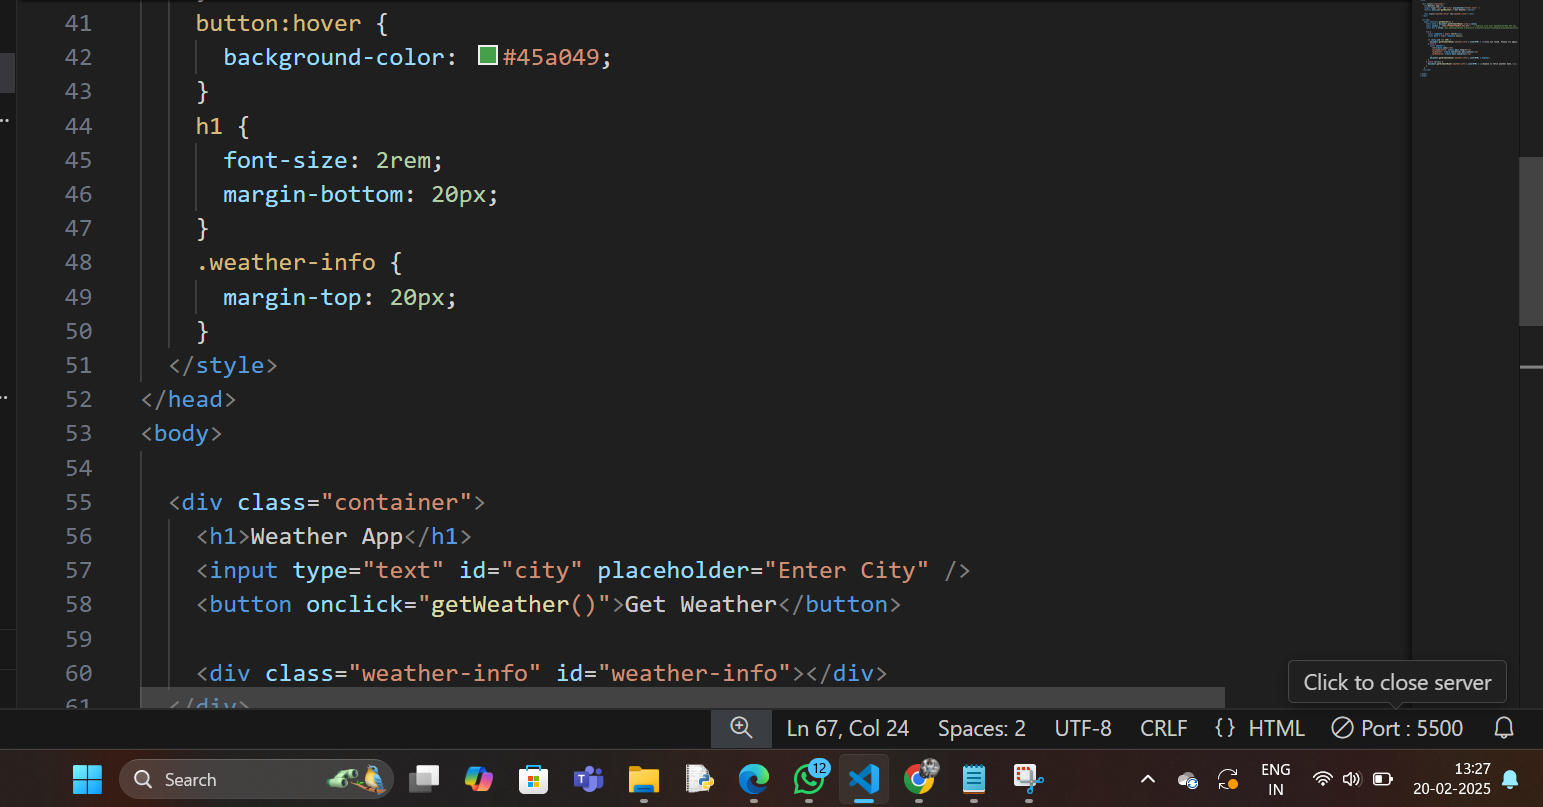 41 button:hover {
42 background-color: #45a049;
43 }
44 h1 {
45 font-size: 2rem;
46 margin-bottom: 20px;
47 }
48 .weather-info {
49 margin-top: 20px;
50 }
51 </style>
52 </head>
53 <body>
54
55 <div class="container">
56 <h1>Weather App</h1>
57 <input type="text" id="city" placeholder="Enter City" />
58 <button onclick="getWeather()">Get Weather</button>
59
60 <div class="weather-info" id="weather-info"></div>
61 </div>
Click to close server
Ln 67, Col 24 Spaces: 2 UTF-8 CRLF {} HTML Port : 5500
Search 12 ENG IN 13:27 20-02-2025